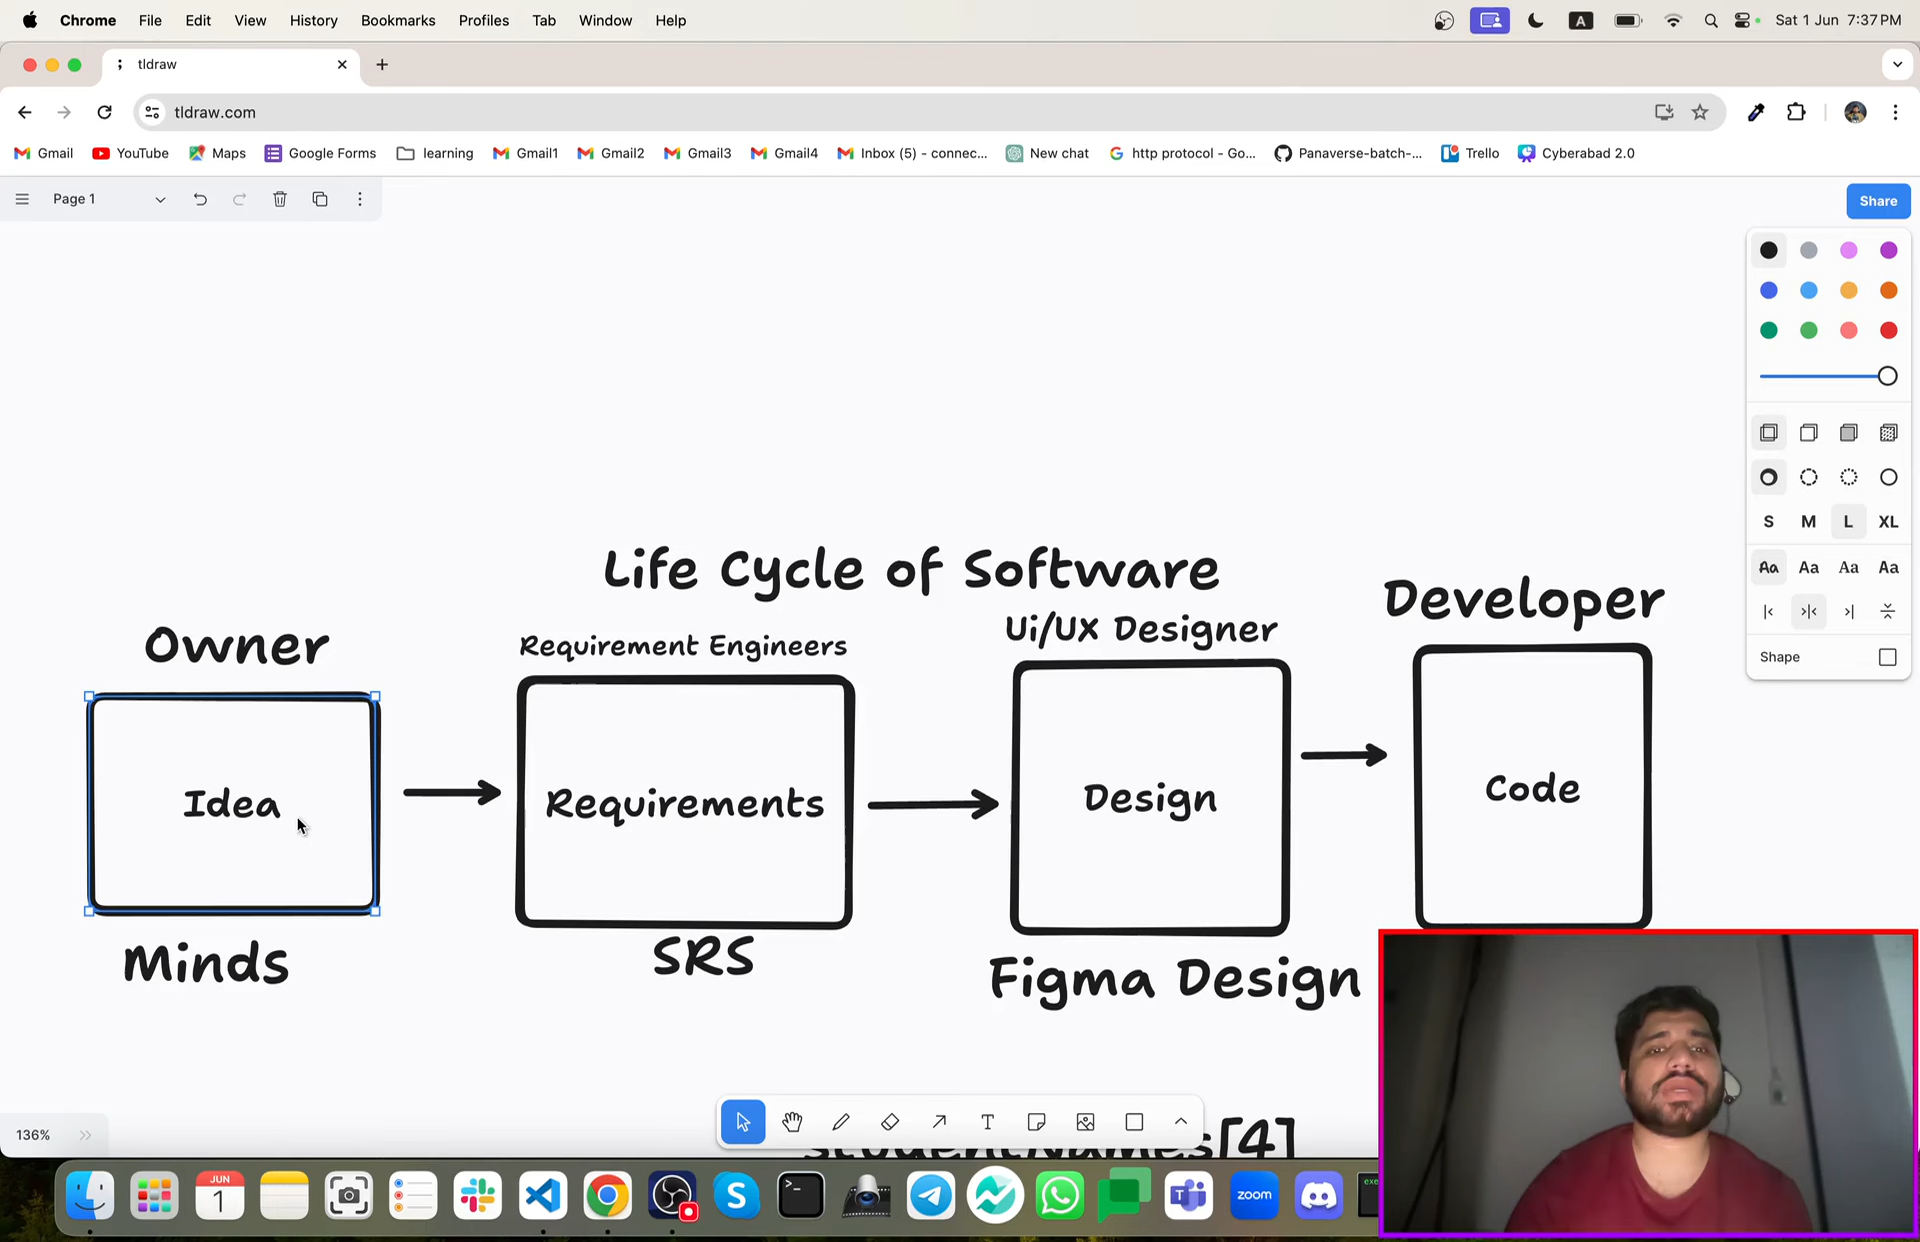 Chrome File Edit View History Bookmarks Profiles Tab Window Help
A
Sat 1 Jun 7:37 PM
tldraw
tldraw.com
Gmail YouTube Maps Google Forms learning Gmail1 Gmail2 Gmail3 Gmail4 Inbox (5) - connec... New chat http protocol - Go... Panaverse-batch-... Trello Cyberabad 2.0
Page 1
Share
S M L XL
Aa Aa Aa Aa
Shape
Life Cycle of Software
Owner
Requirement Engineers
Ui/UX Designer
Developer
Idea
Requirements
Design
Code
Minds
SRS
Figma Design
136%
T
studentNames[4]
JUN
1
S
zoom
exe